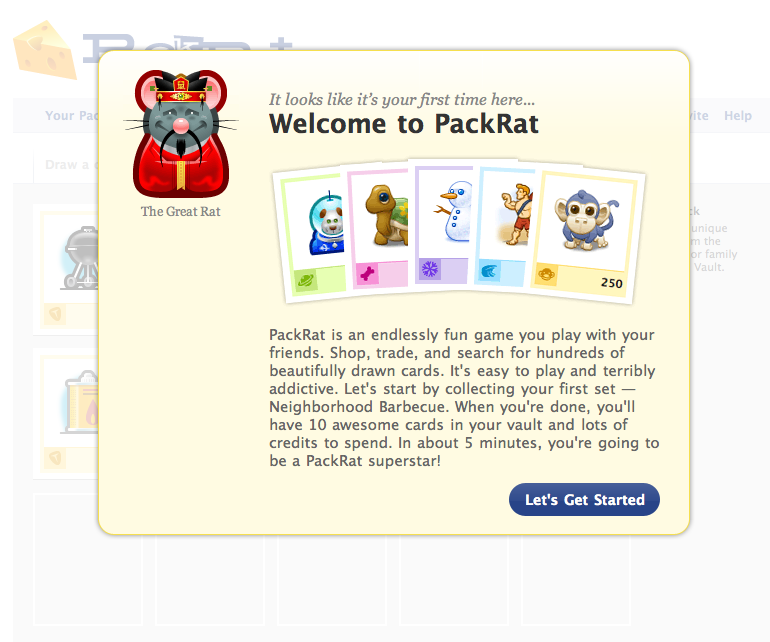 Your Pac
vite Help
Draw a
It looks like it's your first time here...
Welcome to PackRat
The Great Rat
250
ck
unique
m the
or family
Vault.
PackRat is an endlessly fun game you play with your
friends. Shop, trade, and search for hundreds of
beautifully drawn cards. It's easy to play and terribly
addictive. Let's start by collecting your first set —
Neighborhood Barbecue. When you're done, you'll
have 10 awesome cards in your vault and lots of
credits to spend. In about 5 minutes, you're going to
be a PackRat superstar!
Let's Get Started